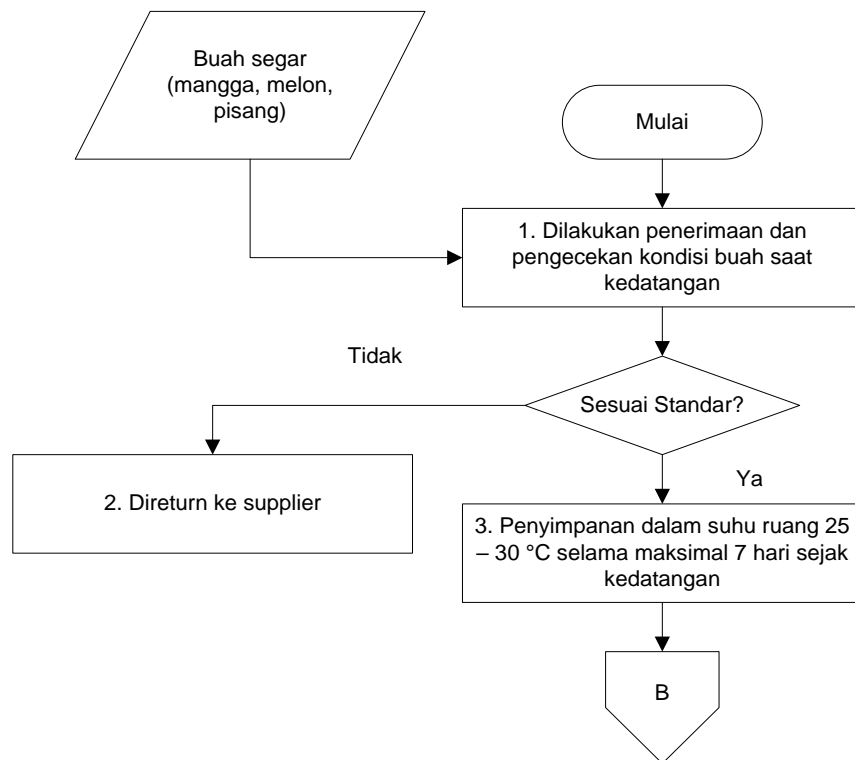 Buah segar
(mangga, melon,
pisang)
Mulai
1. Dilakukan penerimaan dan
pengecekan kondisi buah saat
kedatangan
Tidak
Sesuai Standar?
2. Direturn ke supplier
Ya
3. Penyimpanan dalam suhu ruang 25
– 30 °C selama maksimal 7 hari sejak
kedatangan
B